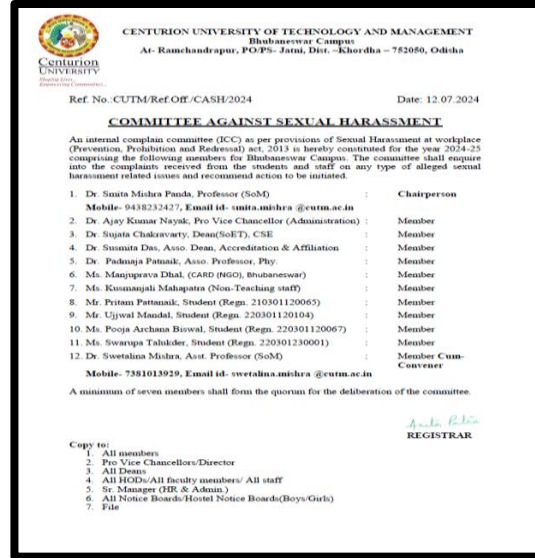 CENTURION UNIVERSITY OF TECHNOLOGY AND MANAGEMENT
Bhubaneswar Campus
At- Ramchandrapur, PO/PS- Jatni, Dist. –Khordha – 752050, Odisha
Centurion
UNIVERSITY
Shaping Lives...
Empowering Communities...
Ref. No.:CUTM/Ref.Off./CASH/2024 Date: 12.07.2024
COMMITTEE AGAINST SEXUAL HARASSMENT
An internal complain committee (ICC) as per provisions of Sexual Harassment at workplace
(Prevention, Prohibition and Redressal) act, 2013 is hereby constituted for the year 2024-25
comprising the following members for Bhubaneswar Campus. The committee shall enquire
into the complaints received from the students and staff on any type of alleged sexual
harassment related issues and recommend action to be initiated.
1. Dr. Smita Mishra Panda, Professor (SoM) : Chairperson
Mobile- 9438232427, Email id- smita.mishra @cutm.ac.in
2. Dr. Ajay Kumar Nayak, Pro Vice Chancellor (Administration) : Member
3. Dr. Sujata Chakravarty, Dean(SoET), CSE : Member
4. Dr. Susmita Das, Asso. Dean, Accreditation & Affiliation : Member
5. Dr. Padmaja Patnaik, Asso. Professor, Phy. : Member
6. Ms. Manjuprava Dhal, (CARD (NGO), Bhubaneswar) : Member
7. Ms. Kusmanjali Mahapatra (Non-Teaching staff) : Member
8. Mr. Pritam Pattanaik, Student (Regn. 210301120065) : Member
9. Mr. Ujjwal Mandal, Student (Regn. 220301120104) : Member
10. Ms. Pooja Archana Biswal, Student (Regn. 220301120067) : Member
11. Ms. Swarupa Talukder, Student (Regn. 220301230001) : Member
12. Dr. Swetalina Mishra, Asst. Professor (SoM) : Member Cum-
Convener
Mobile- 7381013929, Email id- swetalina.mishra @cutm.ac.in
A minimum of seven members shall form the quorum for the deliberation of the committee.
Anita Patra
REGISTRAR
Copy to:
1. All members
2. Pro Vice Chancellors/Director
3. All Deans
4. All HODs/All faculty members/ All staff
5. Sr. Manager (HR & Admin.)
6. All Notice Boards/Hostel Notice Boards(Boys/Girls)
7. File